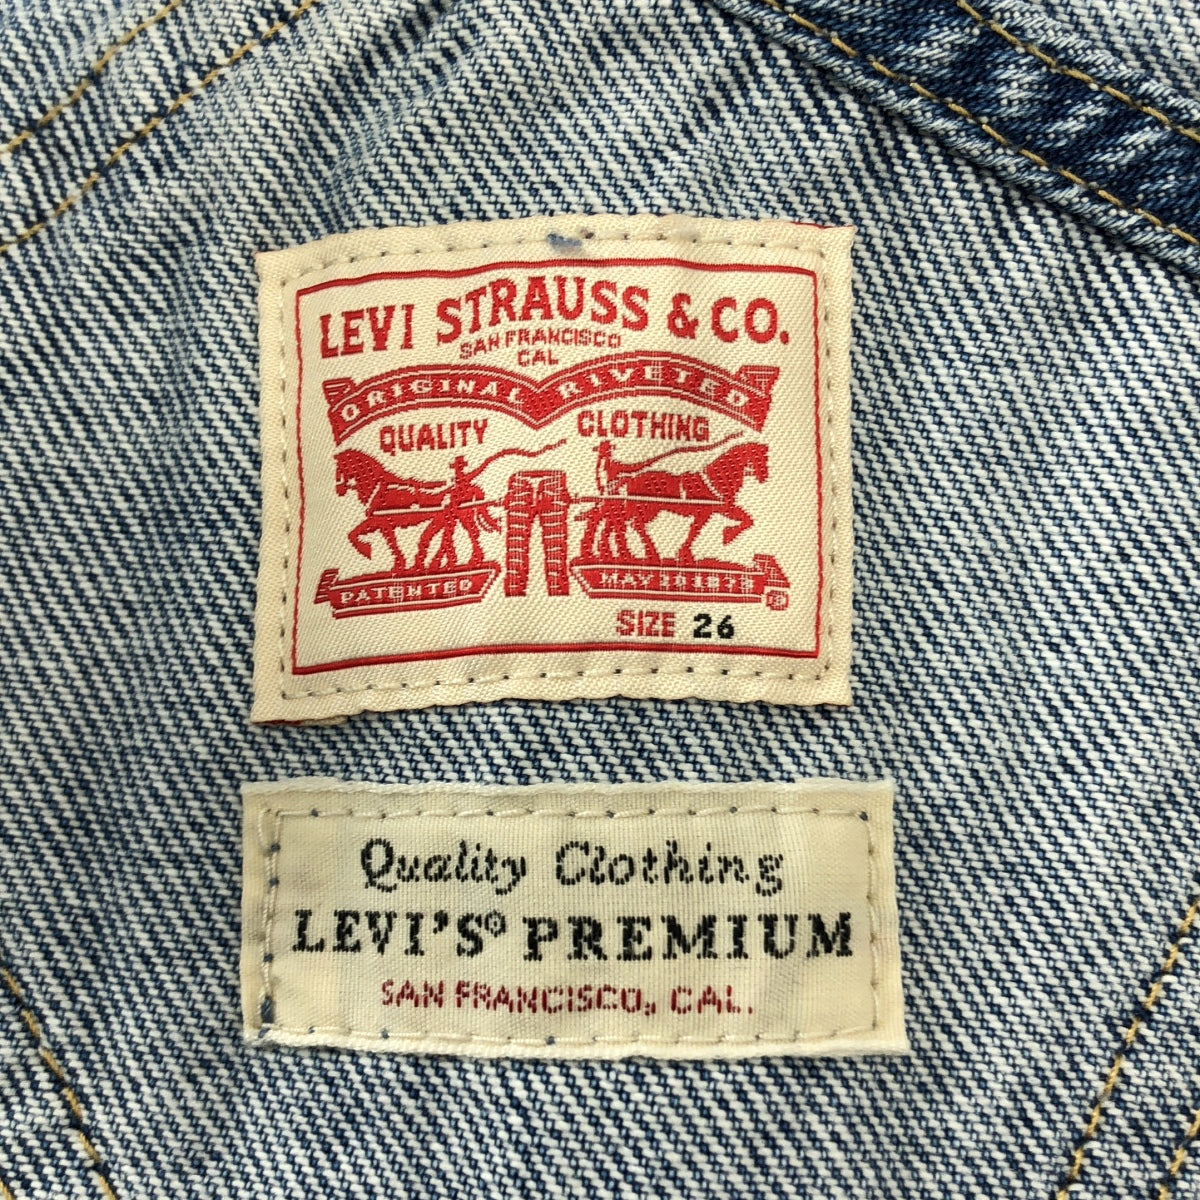 LEVI STRAUSS & CO.
SAN FRANCISCO
CAL
ORIGINAL RIVETED
QUALITY CLOTHING
PATENTED MAY 20 1873
®
SIZE 26
Quality Clothing
LEVI'S® PREMIUM
SAN FRANCISCO, CAL.